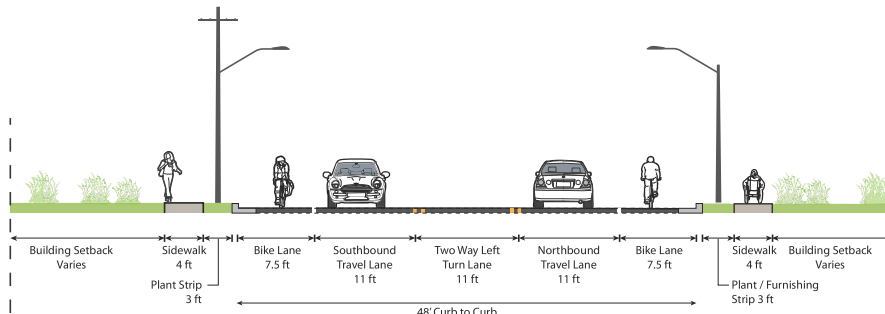 Building Setback
Varies
Sidewalk
4 ft
Plant Strip
3 ft
Bike Lane
7.5 ft
Southbound
Travel Lane
11 ft
Two Way Left
Turn Lane
11 ft
Northbound
Travel Lane
11 ft
Bike Lane
7.5 ft
Plant / Furnishing
Strip 3 ft
Sidewalk
4 ft
Building Setback
Varies
48' Curb to Curb